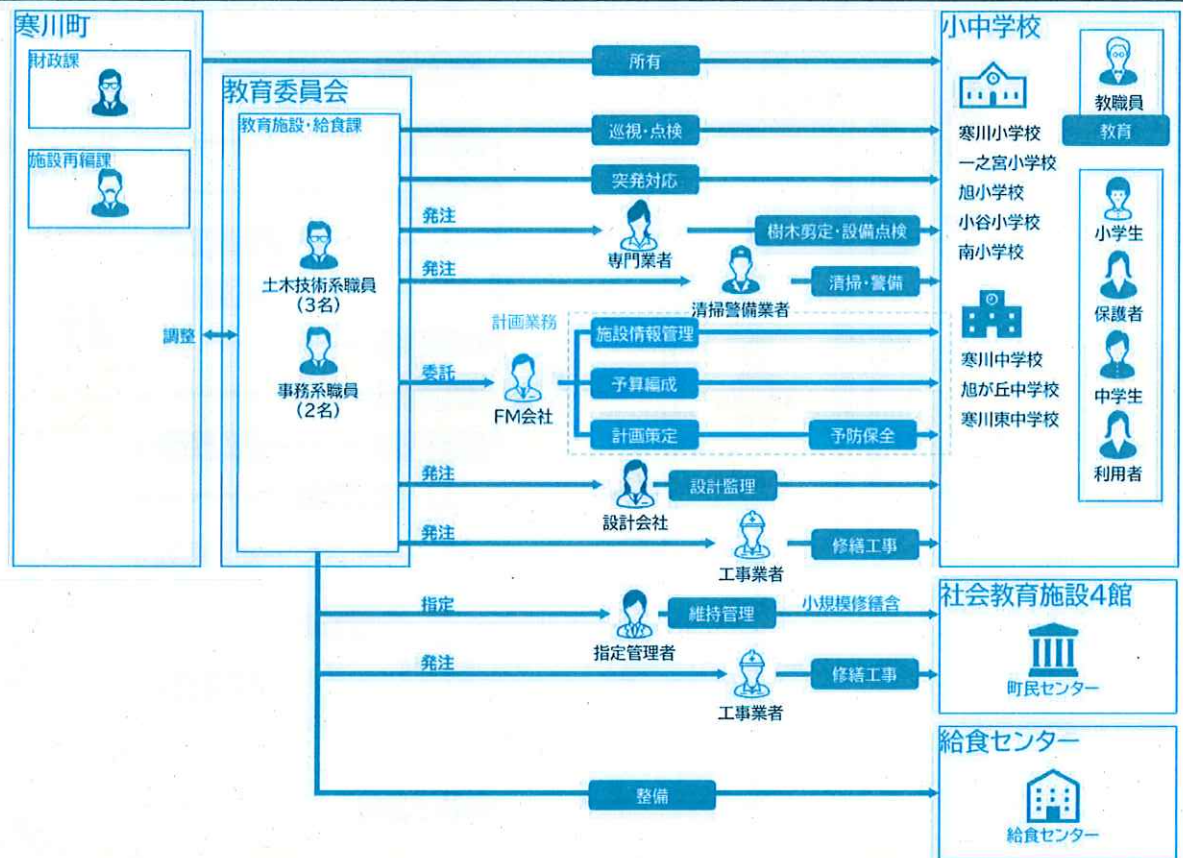 寒川町
財政課
施設再編課
調整
教育委員会
教育施設・給食課
土木技術系職員
(3名)
事務系職員
(2名)
所有
巡視・点検
突発対応
発注
専門業者
樹木剪定・設備点検
発注
清掃警備業者
清掃・警備
計画業務
委託
FM会社
施設情報管理
予算編成
計画策定
予防保全
発注
設計会社
設計監理
発注
工事業者
修繕工事
指定
指定管理者
維持管理
小規模修繕含
発注
工事業者
修繕工事
整備
小中学校
寒川小学校
一之宮小学校
旭小学校
小谷小学校
南小学校
寒川中学校
旭が丘中学校
寒川東中学校
教職員
教育
小学生
保護者
中学生
利用者
社会教育施設4館
町民センター
給食センター
給食センター